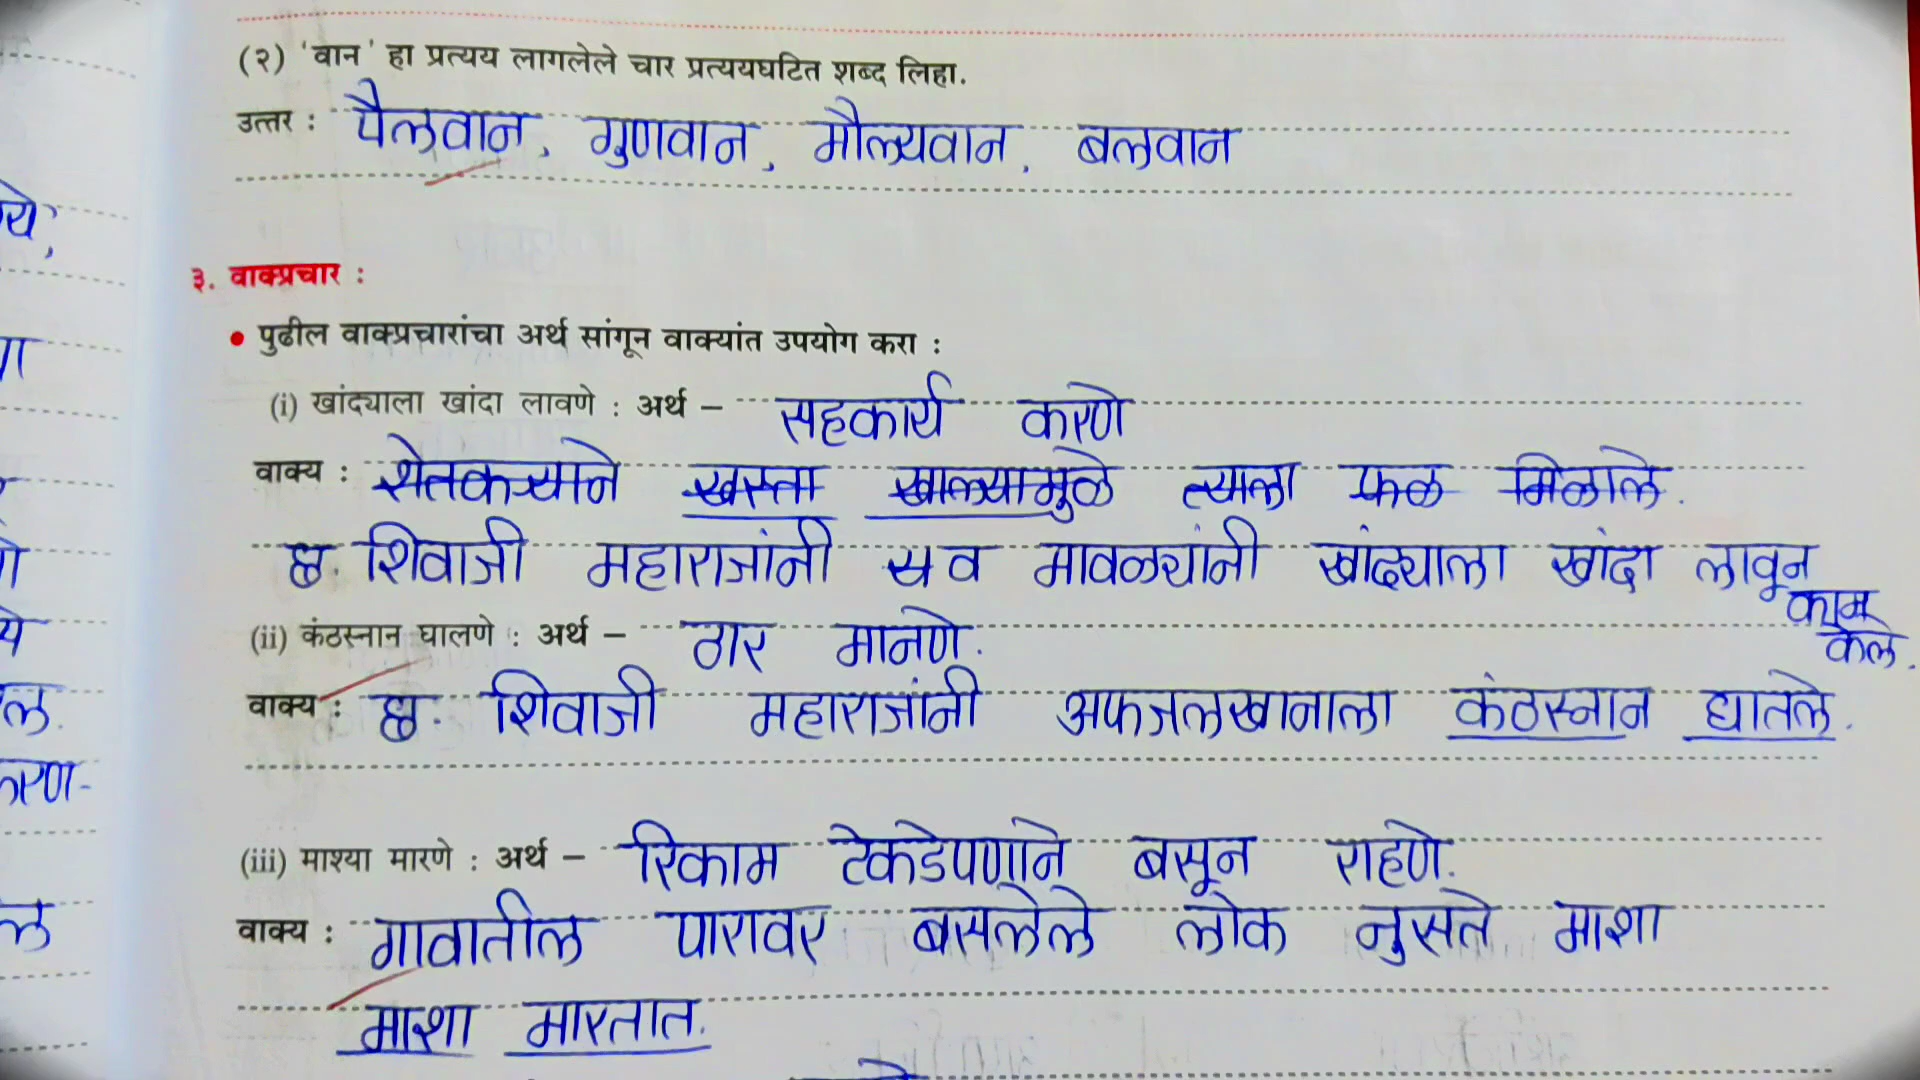 (२) 'वान' हा प्रत्यय लागलेले चार प्रत्ययघटित शब्द लिहा.
उत्तर : पैलवान, गुणवान, मौल्यवान, बलवान
३. वाक्प्रचार :
• पुढील वाक्प्रचारांचा अर्थ सांगून वाक्यांत उपयोग करा :
(i) खांद्याला खांदा लावणे : अर्थ – सहकार्य करणे
वाक्य : शेतकऱ्याने खस्ता खाल्यामुळे त्याला फळ मिळाले.
छ. शिवाजी महाराजांनी व मावळ्यांनी खांद्याला खांदा लावून
काम
केले.
(ii) कंठस्नान घालणे : अर्थ – ठार मानणे.
वाक्य : छ. शिवाजी महाराजांनी अफजलखानाला कंठस्नान घातले.
(iii) माश्या मारणे : अर्थ – रिकाम टेकडेपणाने बसून राहणे.
वाक्य : गावातील पारावर बसलेले लोक नुसते माशा
माशा मारतात.